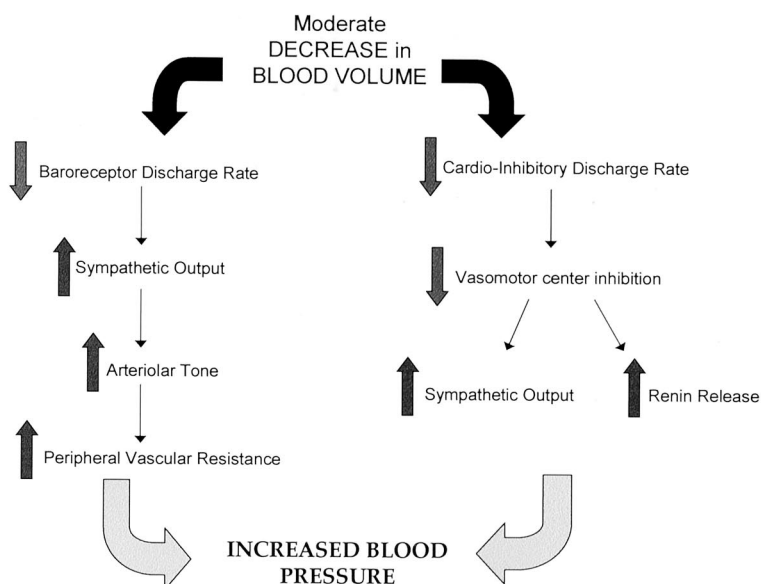 Moderate
DECREASE in
BLOOD VOLUME
Baroreceptor Discharge Rate
Sympathetic Output
Arteriolar Tone
Peripheral Vascular Resistance
Cardio-Inhibitory Discharge Rate
Vasomotor center inhibition
Sympathetic Output
Renin Release
INCREASED BLOOD
PRESSURE